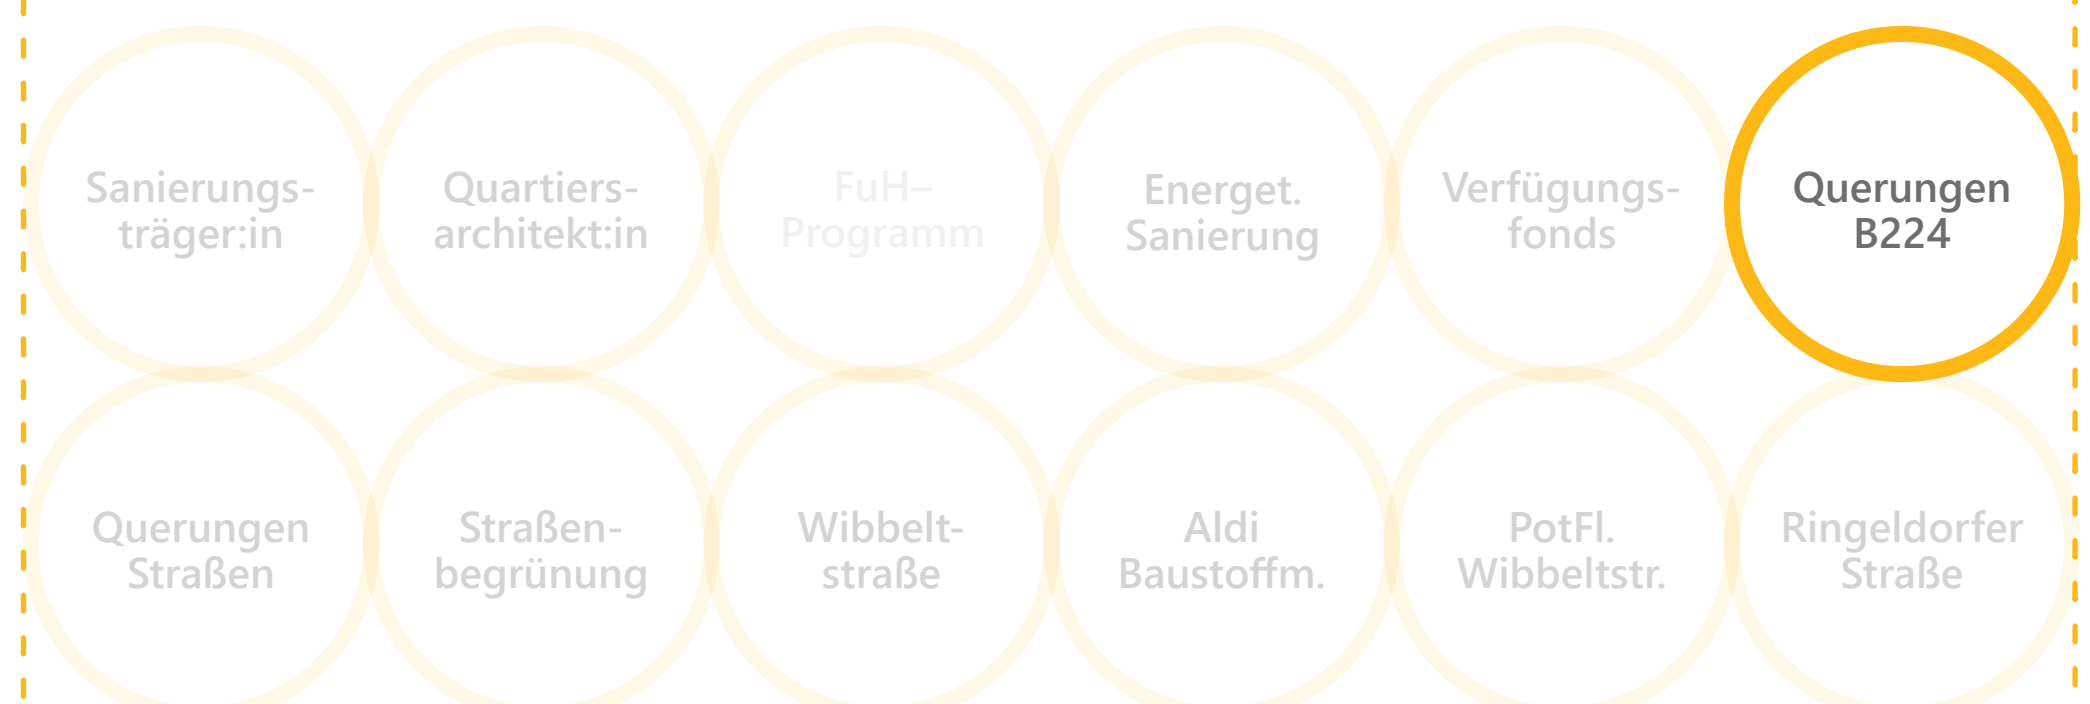 Sanierungs-
träger:in
Quartiers-
architekt:in
FuH–
Programm
Energet.
Sanierung
Verfügungs-
fonds
Querungen
B224
Querungen
Straßen
Straßen-
begrünung
Wibbelt-
straße
Aldi
Baustoffm.
PotFl.
Wibbeltstr.
Ringeldorfer
Straße